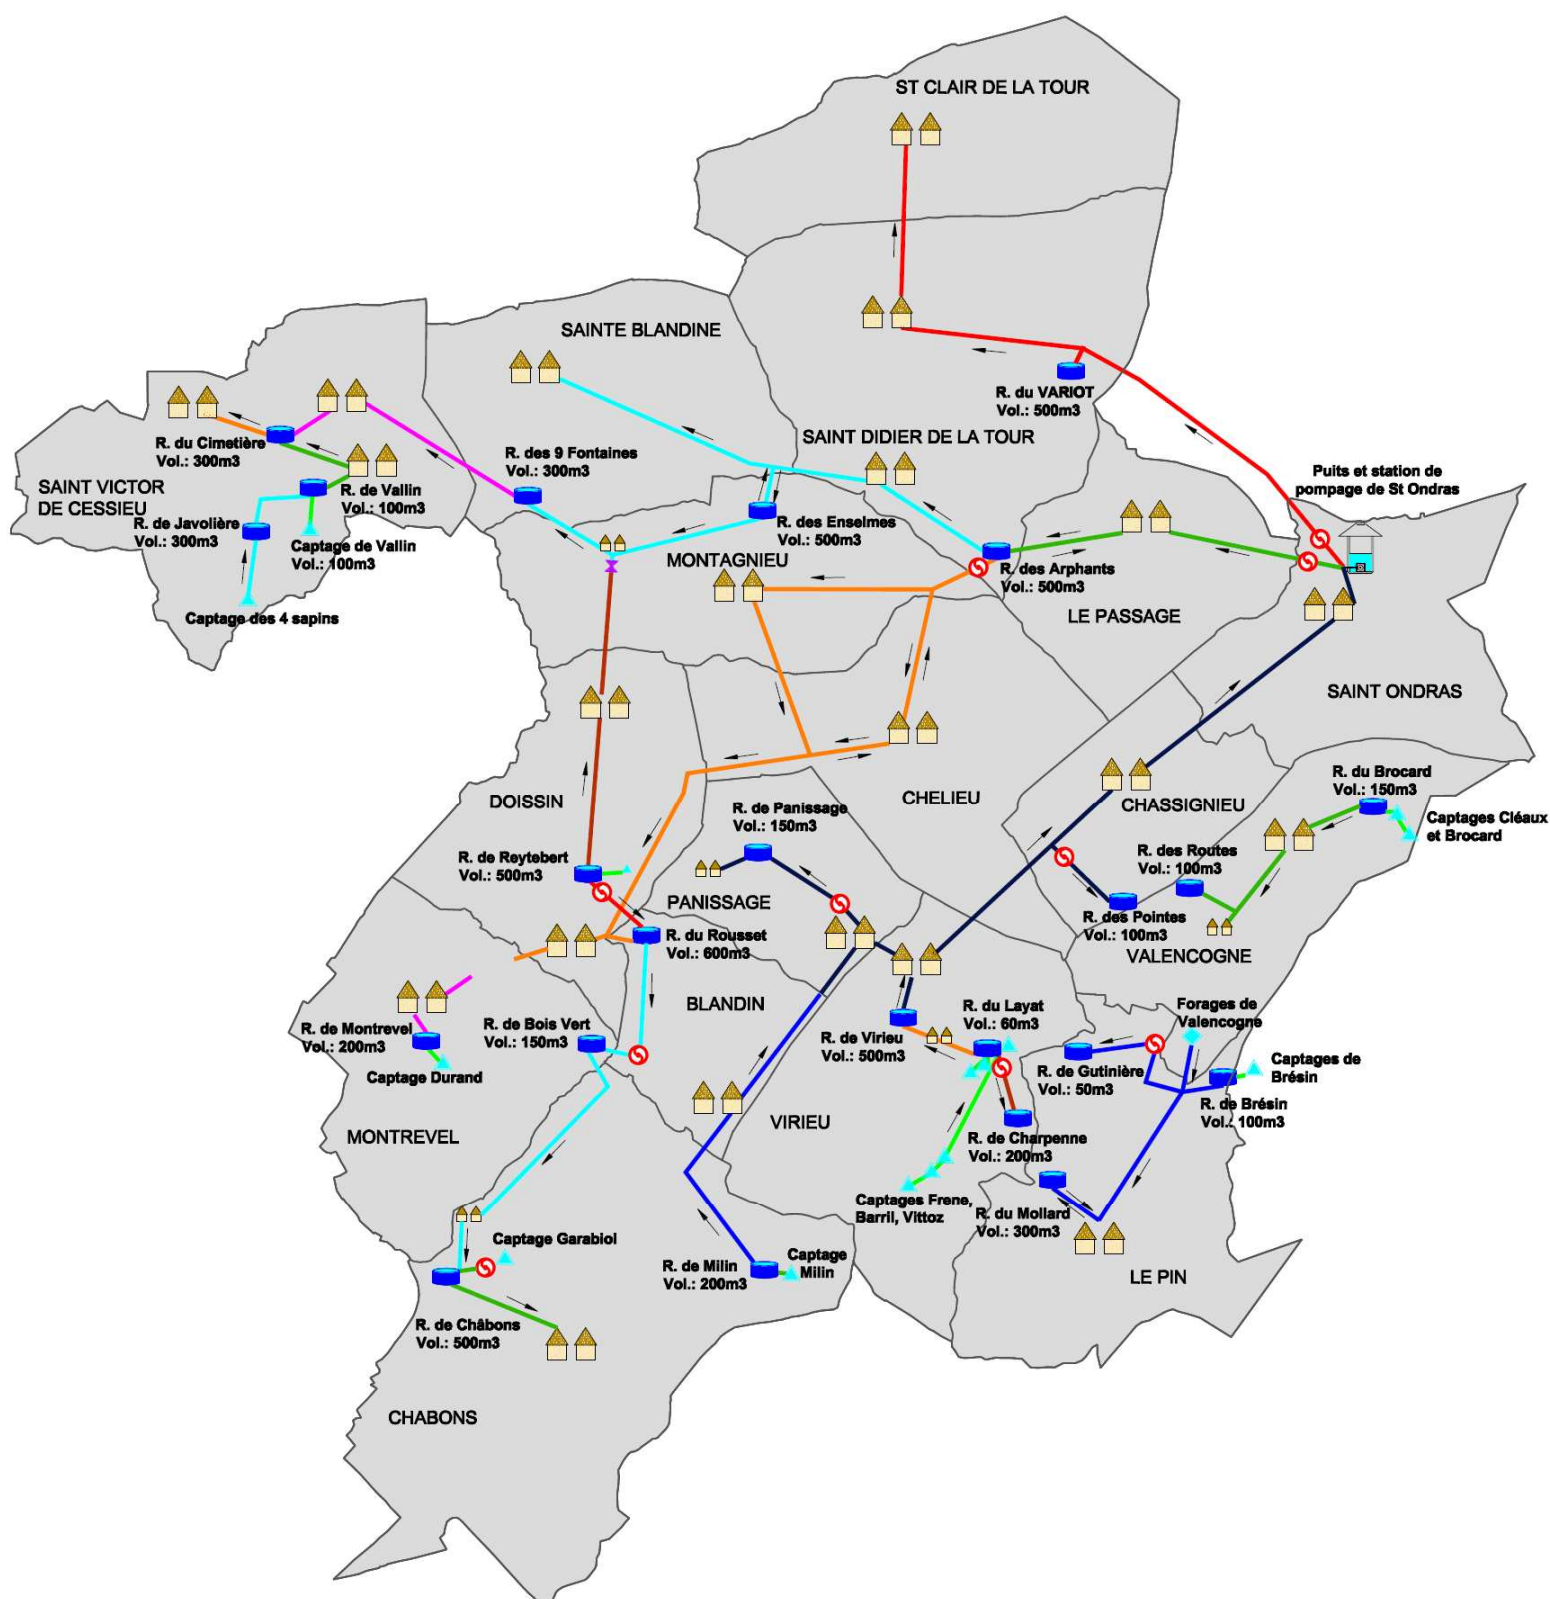 ST CLAIR DE LA TOUR
SAINTE BLANDINE
R. du VARIOT
Vol.: 500m3
SAINT DIDIER DE LA TOUR
R. du Cimetière
Vol.: 300m3
R. des 9 Fontaines
Vol.: 300m3
Puits et station de
pompage de St Ondras
SAINT VICTOR
DE CESSIEU
R. de Vallin
Vol.: 100m3
R. de Javolière
Vol.: 300m3
Captage de Vallin
Vol.: 100m3
R. des Enselmes
Vol.: 500m3
MONTAGNIEU
R. des Arphants
Vol.: 500m3
Captage des 4 sapins
LE PASSAGE
SAINT ONDRAS
DOISSIN
CHELIEU
CHASSIGNIEU
R. du Brocard
Vol.: 150m3
R. de Panissage
Vol.: 150m3
Captages Cléaux
et Brocard
R. de Reytebert
Vol.: 500m3
R. des Routes
Vol.: 100m3
PANISSAGE
R. des Pointes
Vol.: 100m3
R. du Rousset
Vol.: 600m3
VALENCOGNE
BLANDIN
Forages de
Valencogne
R. du Layat
Vol.: 60m3
R. de Montrevel
Vol.: 200m3
R. de Bois Vert
Vol.: 150m3
R. de Virieu
Vol.: 500m3
Captages de
Brésin
R. de Gutinière
Vol.: 50m3
Captage Durand
R. de Brésin
Vol.: 100m3
VIRIEU
MONTREVEL
R. de Charpenne
Vol.: 200m3
Captages Frene,
Barril, Vittoz
R. du Mollard
Vol.: 300m3
Captage Garabiol
R. de Milin
Vol.: 200m3
Captage
Milin
LE PIN
R. de Châbons
Vol.: 500m3
CHABONS